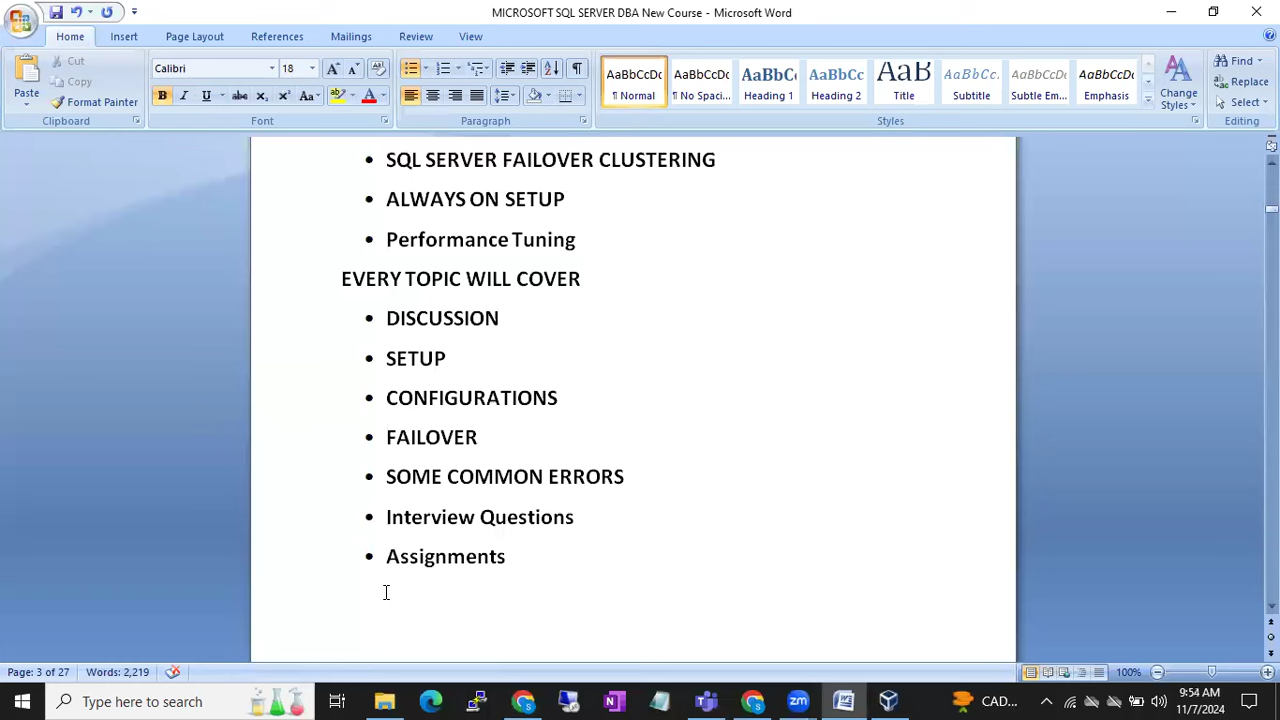 MICROSOFT SQL SERVER DBA New Course - Microsoft Word
Home Insert Page Layout References Mailings Review View
Paste
Cut
Copy
Format Painter
Clipboard
Calibri 18
Font
Paragraph
AaBbCcDc AaBbCcDc AaBbCc AaBbCc AaB AaBbCc. AaBbCcDc AaBbCcDc
¶ Normal ¶ No Spaci... Heading 1 Heading 2 Title Subtitle Subtle Em... Emphasis
Change Styles
Styles
Find
Replace
Select
Editing
• SQL SERVER FAILOVER CLUSTERING
• ALWAYS ON SETUP
• Performance Tuning
EVERY TOPIC WILL COVER
• DISCUSSION
• SETUP
• CONFIGURATIONS
• FAILOVER
• SOME COMMON ERRORS
• Interview Questions
• Assignments
Page: 3 of 27 Words: 2,219 100%
Type here to search
CAD...
9:54 AM
11/7/2024